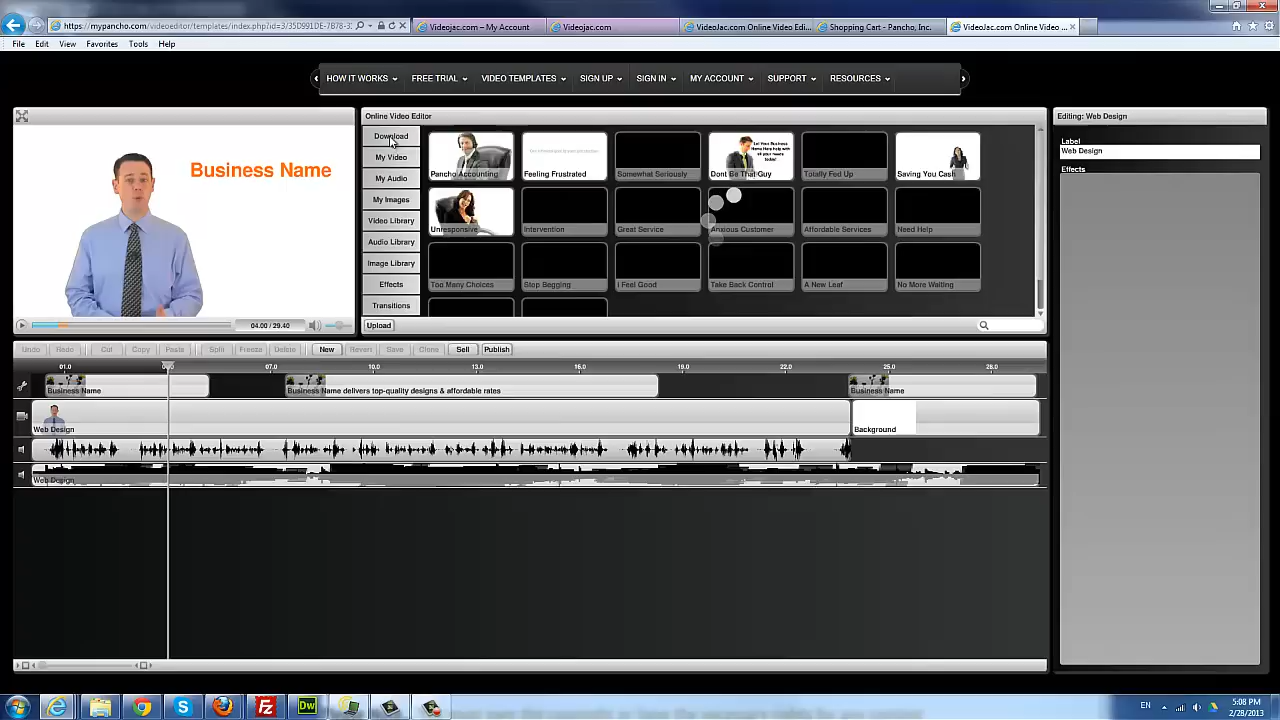 https://mypancho.com/videoeditor/templates/index.php?id=3/35D991DE-7B78-3
Videojac.com – My Account
Videojac.com
VideoJac.com Online Video Edi...
Shopping Cart - Pancho, Inc.
VideoJac.com Online Video ...
File Edit View Favorites Tools Help
HOW IT WORKS FREE TRIAL VIDEO TEMPLATES SIGN UP SIGN IN MY ACCOUNT SUPPORT RESOURCES
Online Video Editor
Editing: Web Design
Business Name
04.00 / 29.40
Download
My Video
My Audio
My Images
Video Library
Audio Library
Image Library
Effects
Transitions
Pancho Accounting
Feeling Frustrated
Somewhat Seriously
Let Your Business
Dont Be That Guy
Totally Fed Up
Saving You Cash
Unresponsive
Intervention
Great Service
Anxious Customer
Affordable Services
Need Help
Too Many Choices
Stop Begging
I Feel Good
Take Back Control
A New Leaf
No More Waiting
Upload
Label
Web Design
Effects
Undo Redo Cut Copy Paste Split Freeze Delete New Revert Save Clone Sell Publish
01.0 07.0 10.0 13.0 16.0 19.0 22.0 25.0 28.0
Business Name
Business Name delivers top-quality designs & affordable rates
Business Name
Web Design
Background
Web Design
Dw
EN
5:08 PM
2/28/2013